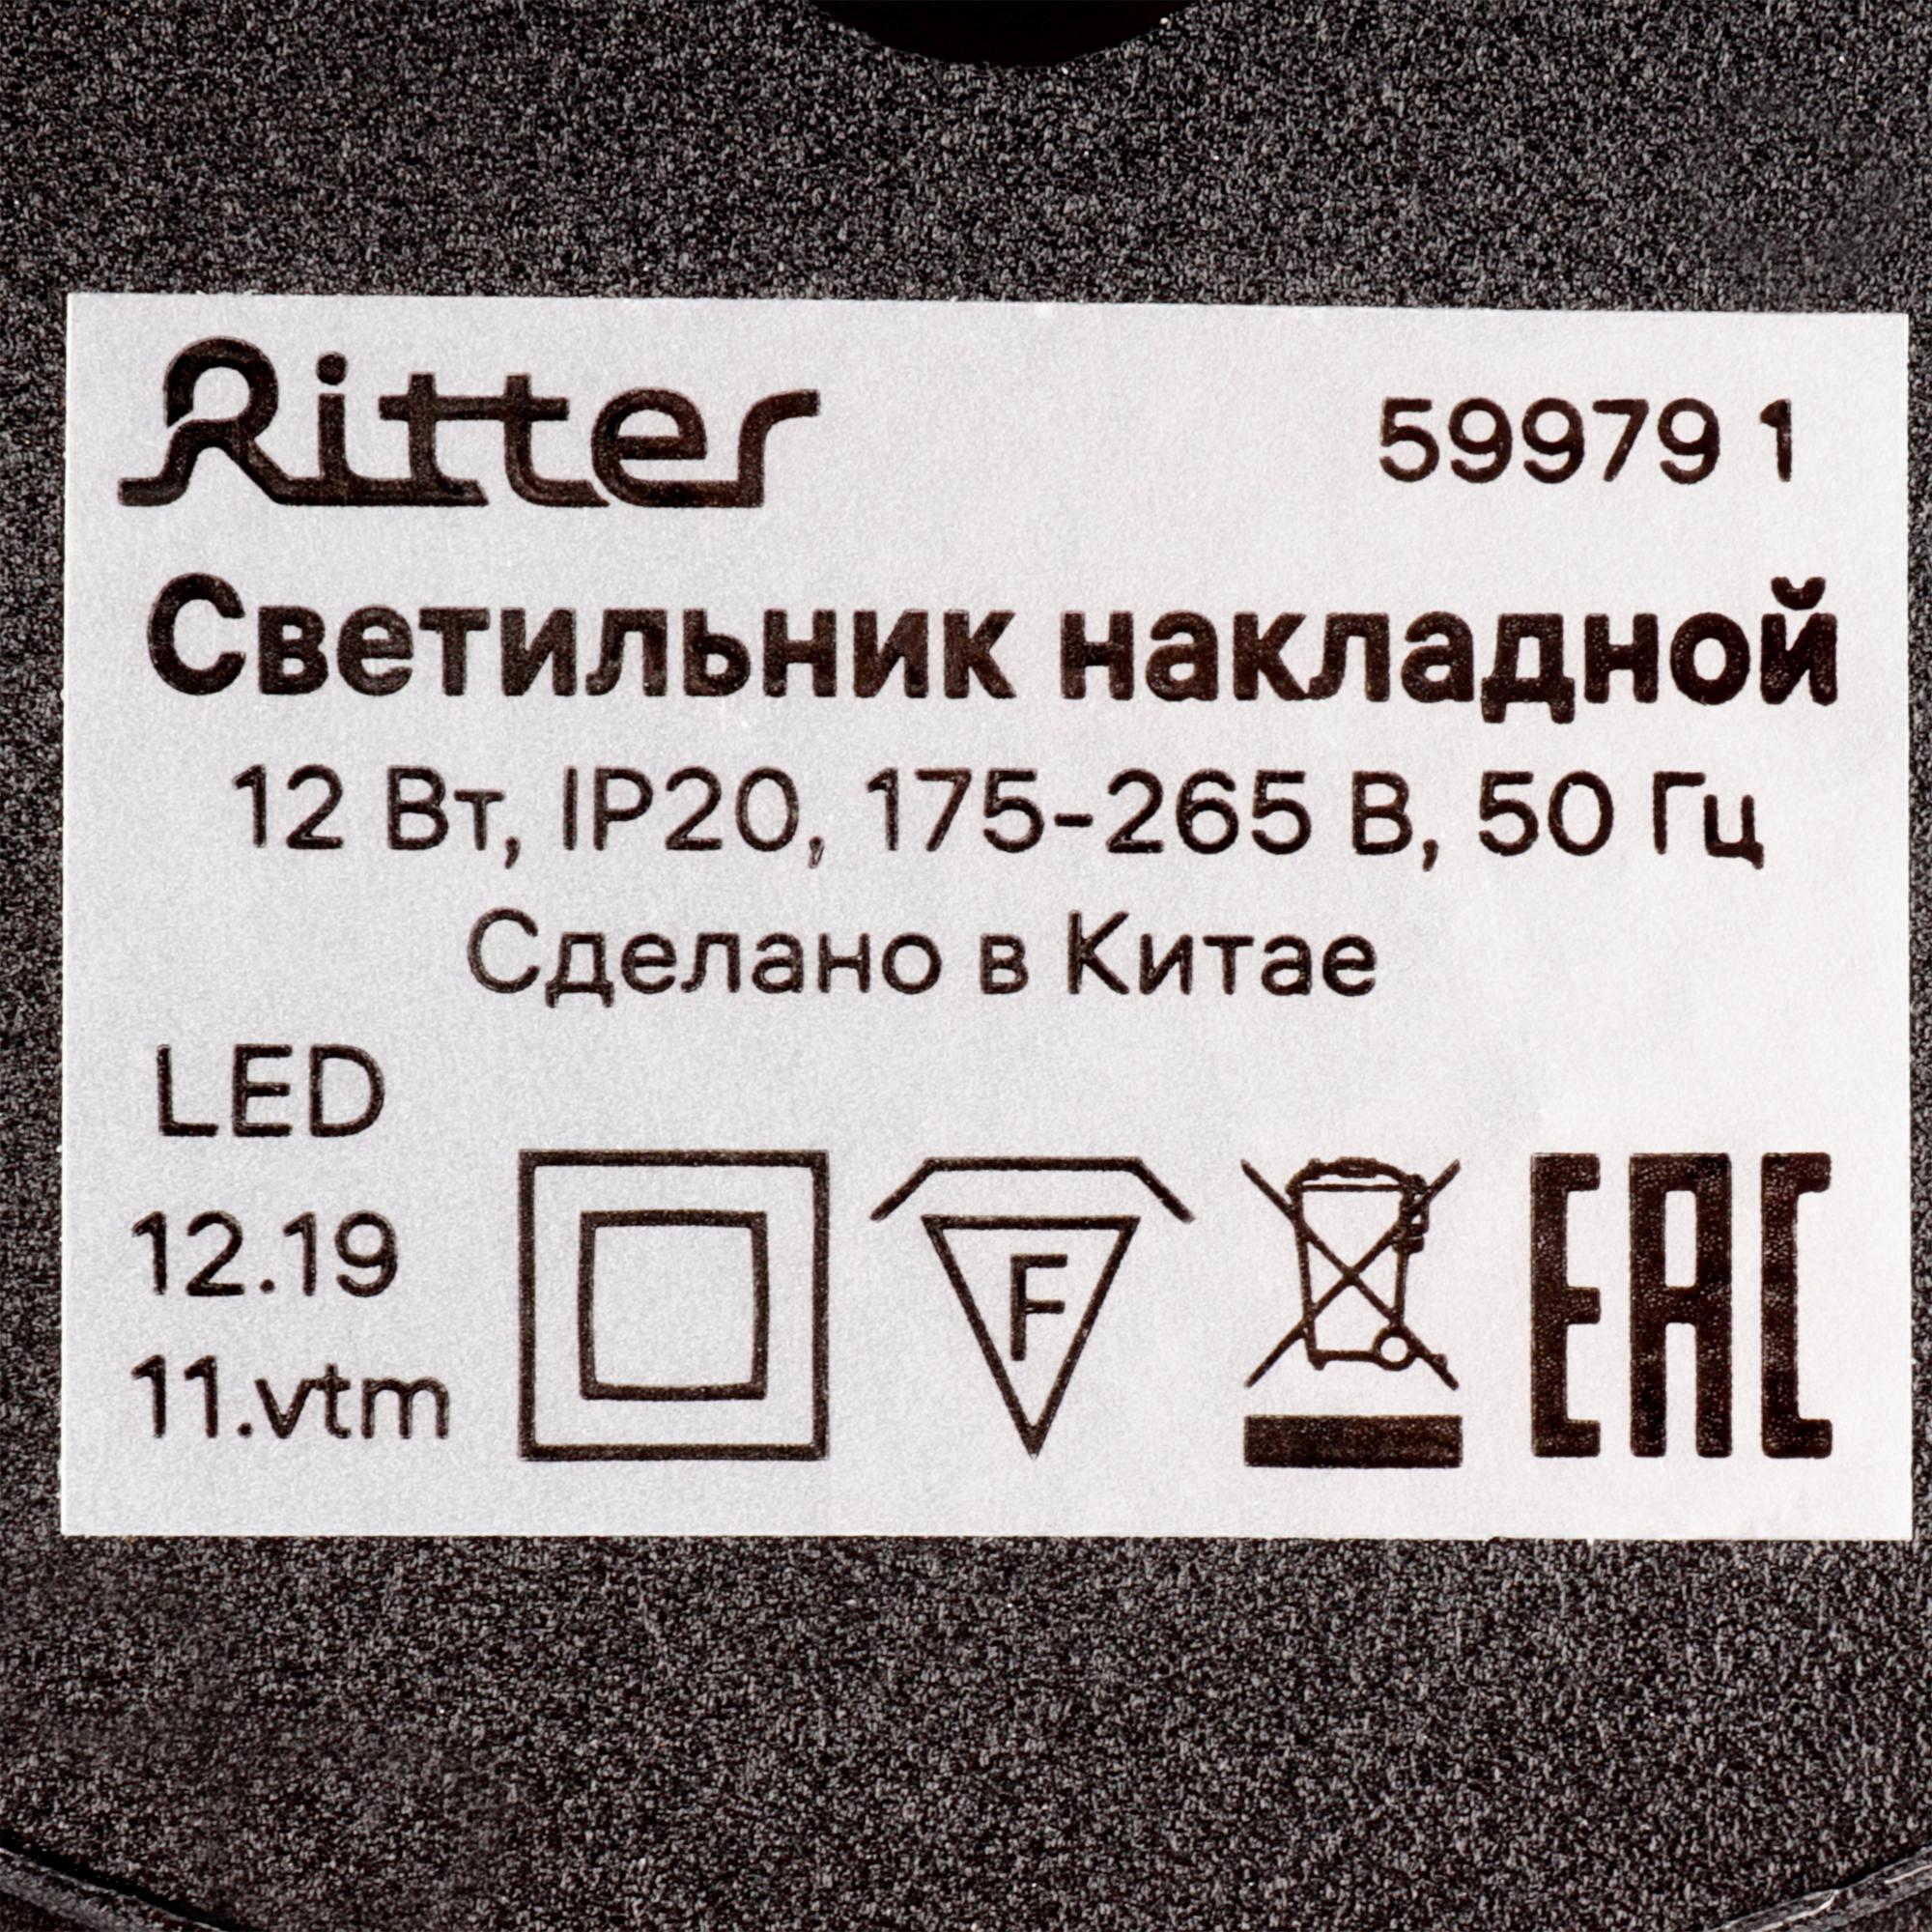 Ritter 59979 1
Светильник накладной
12 Вт, IP20, 175-265 В, 50 Гц
Сделано в Китае
LED
12.19
11.vtm
F
EAC